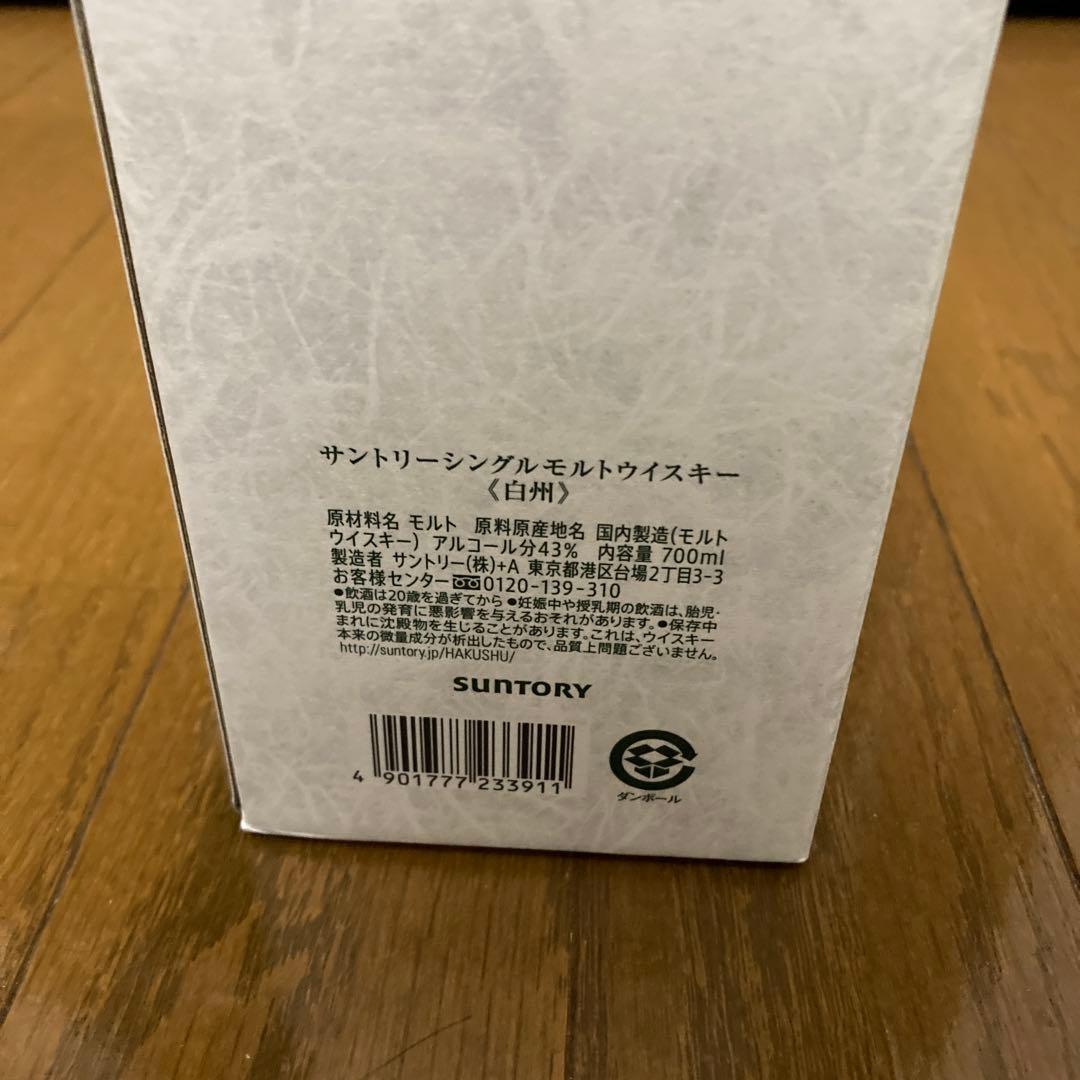 サントリーシングルモルトウイスキー
《白州》
原材料名 モルト 原料原産地名 国内製造(モルト
ウイスキー) アルコール分43% 内容量 700ml
製造者 サントリー(株)+A 東京都港区台場2丁目3-3
お客様センター 0120-139-310
●飲酒は20歳を過ぎてから ●妊娠中や授乳期の飲酒は、胎児・
乳児の発育に悪影響を与えるおそれがあります。●保存中
まれに沈殿物を生じることがあります。これは、ウイスキー
本来の微量成分が析出したもので、品質上問題ございません。
http://suntory.jp/HAKUSHU/
SUNTORY
4 901777 233911
ダンボール